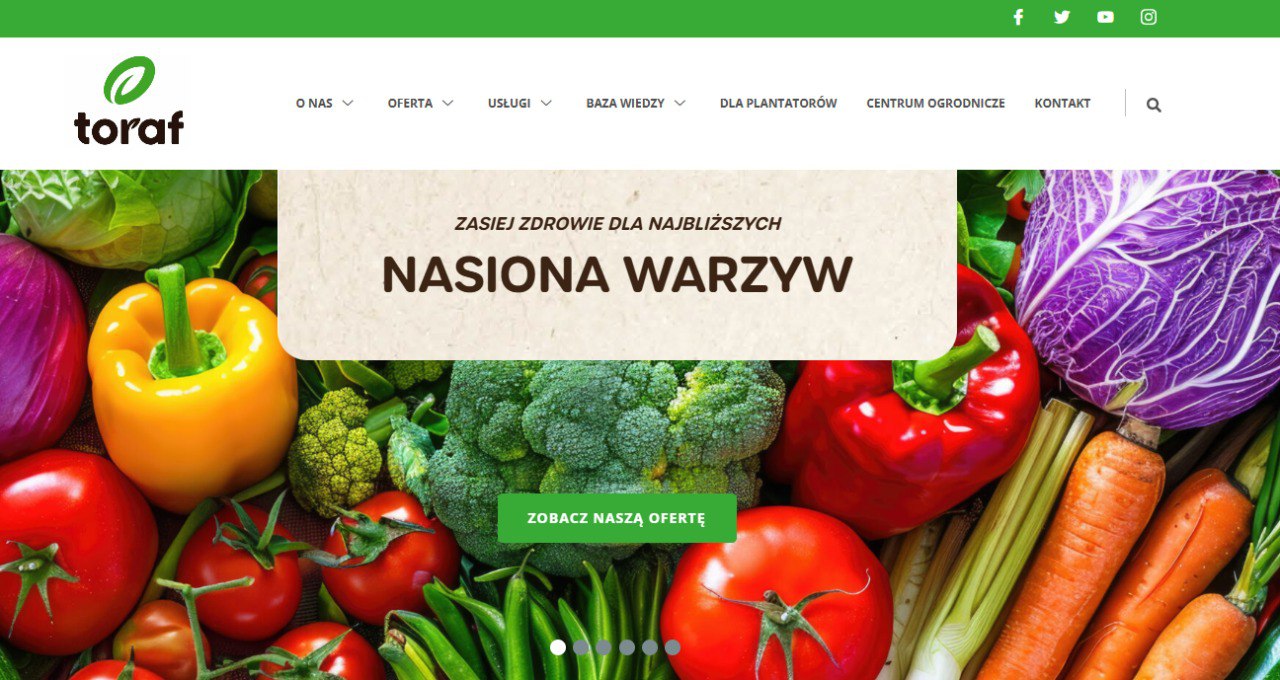 toraf
O NAS
OFERTA
USŁUGI
BAZA WIEDZY
DLA PLANTATORÓW
CENTRUM OGRODNICZE
KONTAKT
ZASIEJ ZDROWIE DLA NAJBLIŻSZYCH
NASIONA WARZYW
ZOBACZ NASZĄ OFERTĘ